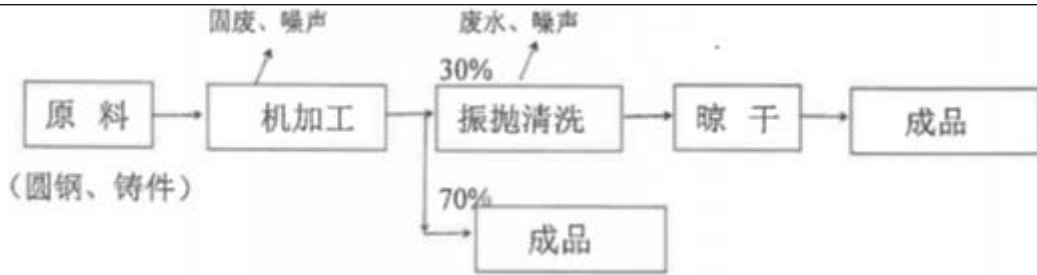 固废、噪声
废水、噪声
30%
原 料
机加工
振抛清洗
晾 干
成品
(圆钢、铸件)
70%
成品